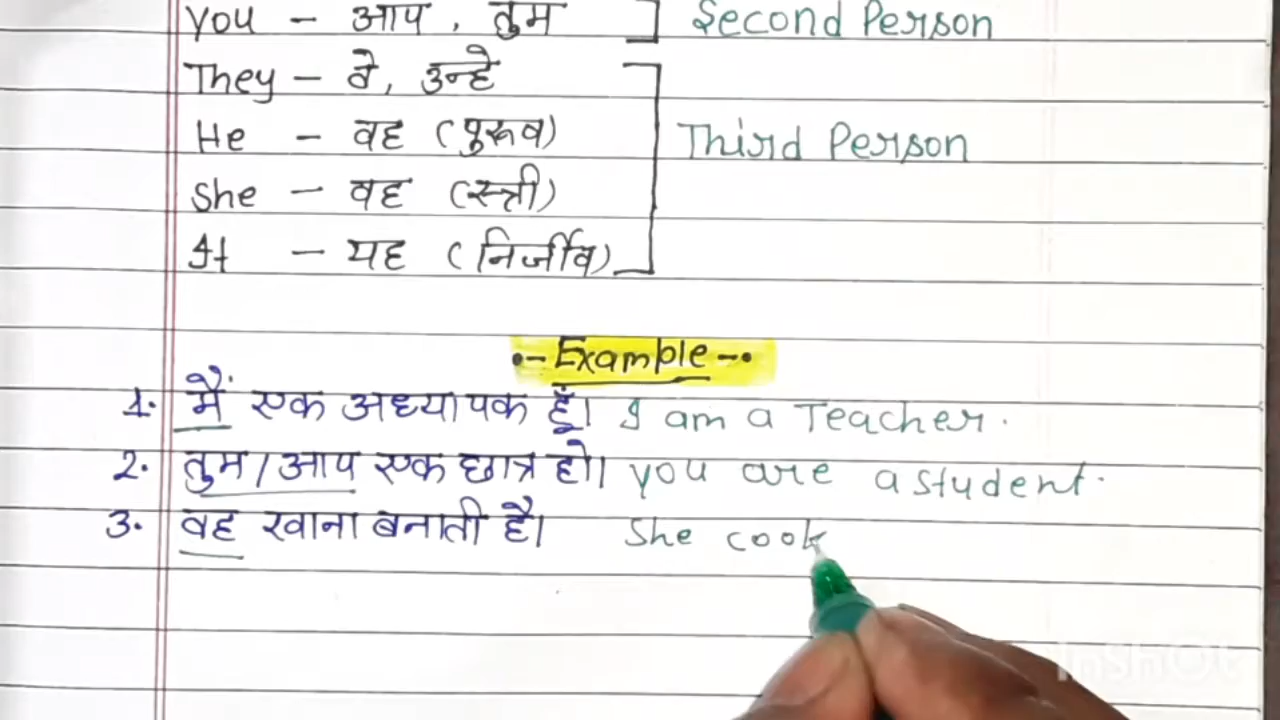 You - आप , तुम ] Second Person
They - वे, उन्हे
He - वह (पुरूष) Third Person
She - वह (स्त्री)
It - यह (निर्जीव)
•- Example -•
1. मैं एक अध्यापक हूँ। I am a Teacher.
2. तुम/आप एक छात्र हो। you are a student.
3. वह खाना बनाती है। She cook
InShOt